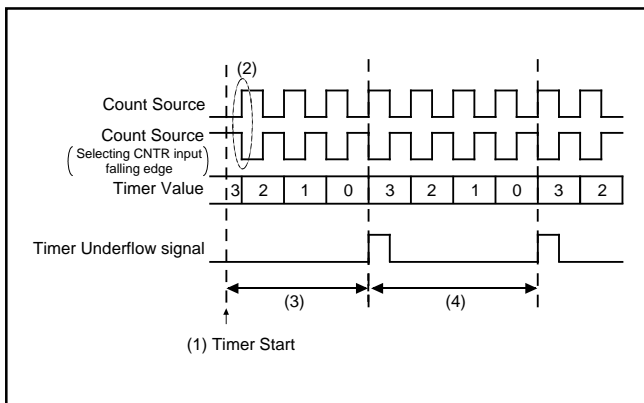 (2)
Count Source
Count Source
(Selecting CNTR input
falling edge)
Timer Value 3 2 1 0 3 2 1 0 3 2
Timer Underflow signal
(3) (4)
(1) Timer Start